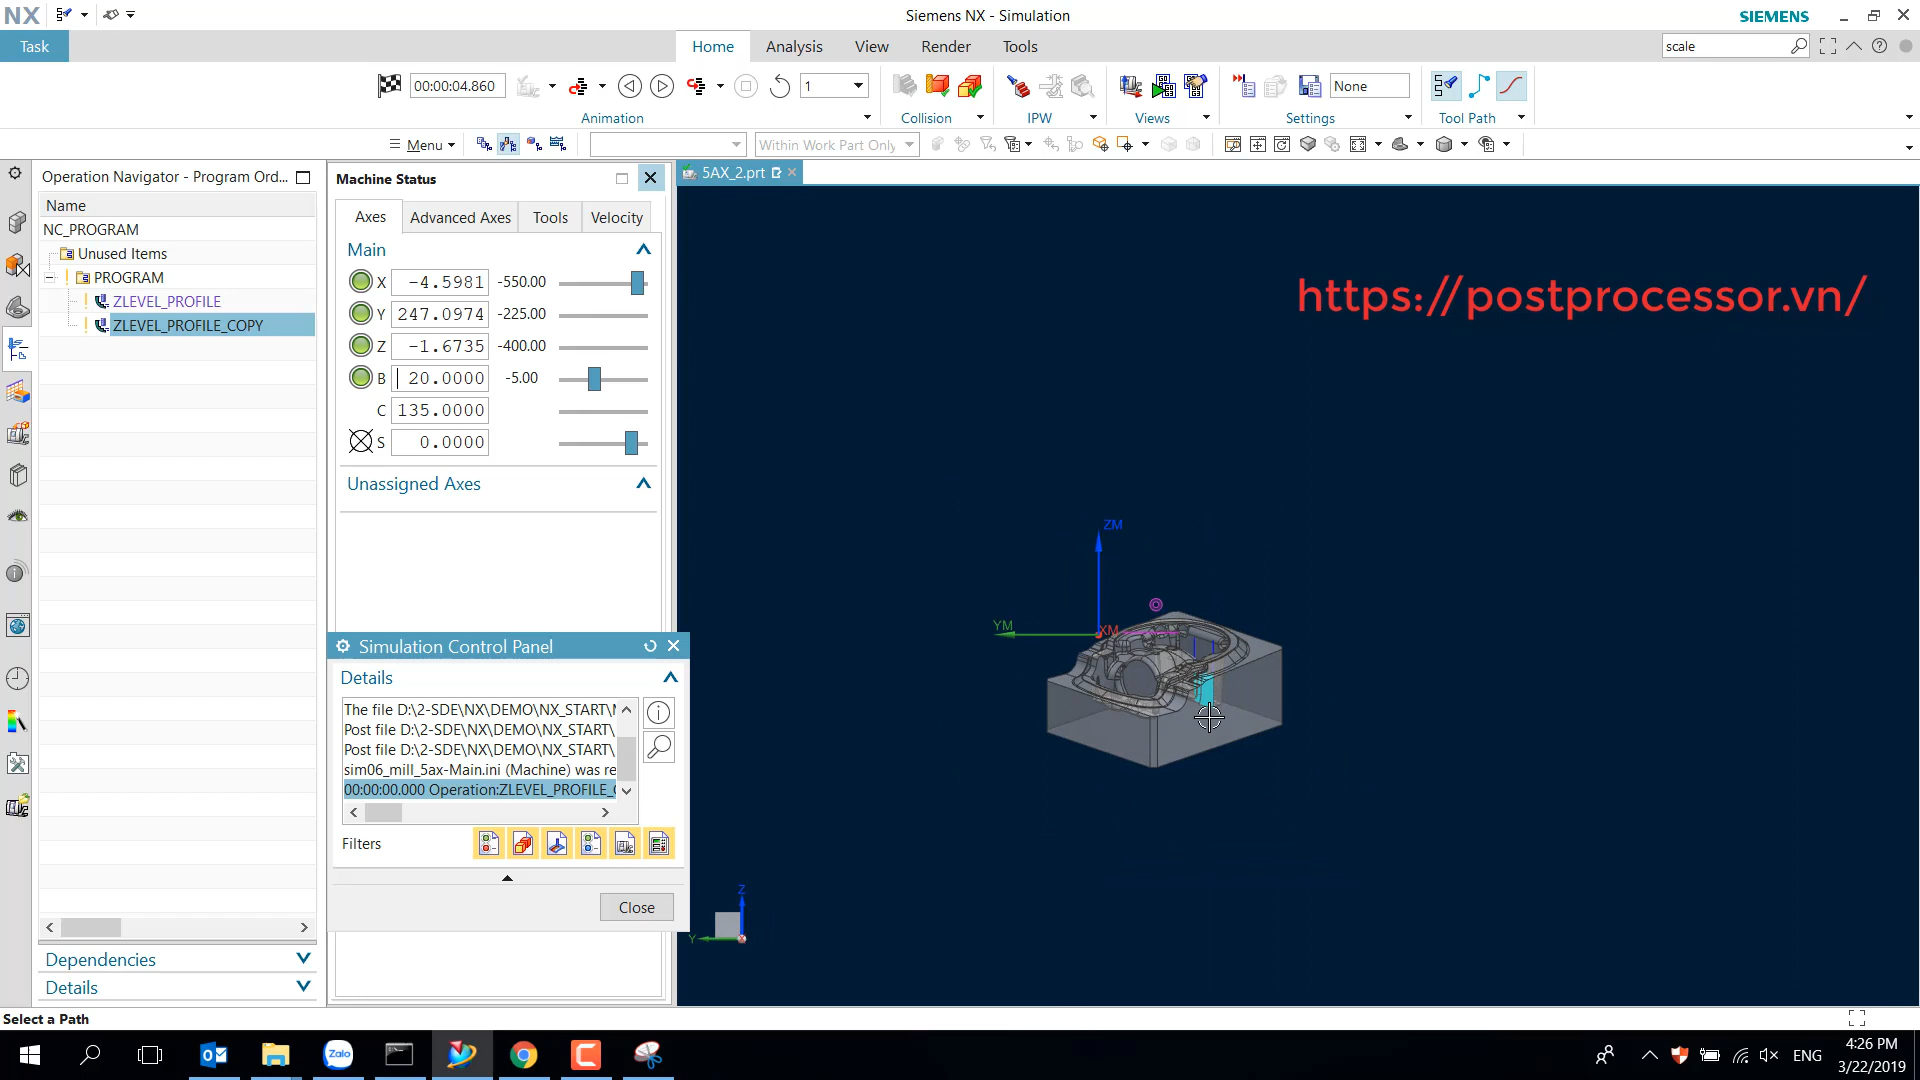 NX
Siemens NX - Simulation
SIEMENS
Task
Home
Analysis
View
Render
Tools
scale
00:00:04.860
1
None
Animation
Collision
IPW
Views
Settings
Tool Path
Menu
Within Work Part Only
Operation Navigator - Program Ord...
Name
NC_PROGRAM
Unused Items
PROGRAM
ZLEVEL_PROFILE
ZLEVEL_PROFILE_COPY
Dependencies
Details
Machine Status
Axes
Advanced Axes
Tools
Velocity
Main
X -4.5981 -550.00
Y 247.0974 -225.00
Z -1.6735 -400.00
B 20.0000 -5.00
C 135.0000
S 0.0000
Unassigned Axes
Simulation Control Panel
Details
The file D:\2-SDE\NX\DEMO\NX_START\
Post file D:\2-SDE\NX\DEMO\NX_START\
Post file D:\2-SDE\NX\DEMO\NX_START\
sim06_mill_5ax-Main.ini (Machine) was re
00:00:00.000 Operation:ZLEVEL_PROFILE_
Filters
Close
5AX_2.prt
https://postprocessor.vn/
ZM
YM
XM
Z
Y
Select a Path
Zalo
ENG
4:26 PM
3/22/2019